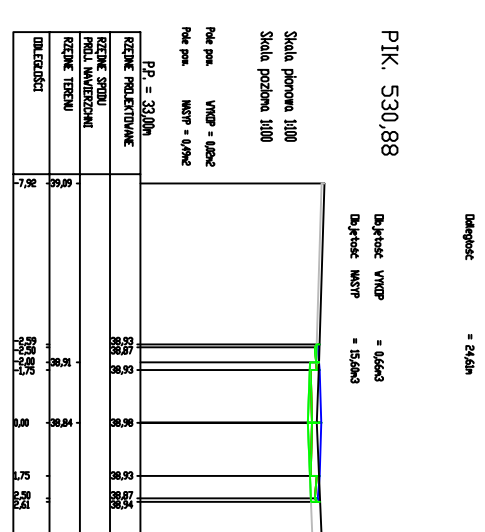 PIK. 530,88
Skala pionowa 1:100
Skala pozioma 1:100
Pole pow. WYKOP = 0,02m2
Pole pow. NASYP = 0,49m2
Odległość = 24,61m
Objętość WYKOP = 0,66m3
Objętość NASYP = 15,60m3
P.P. = 33,00m
RZĘDNE PROJEKTOWANE
38,93
38,87
38,93
38,98
38,93
38,87
38,94
RZĘDNE SPODU
PROJ. NAWIERZCHNI
RZĘDNE TERENU
39,09
38,91
38,84
ODLEGŁOŚCI
-7,92
-2,59
-2,50
-2,00
-1,75
0,00
1,75
2,50
2,61